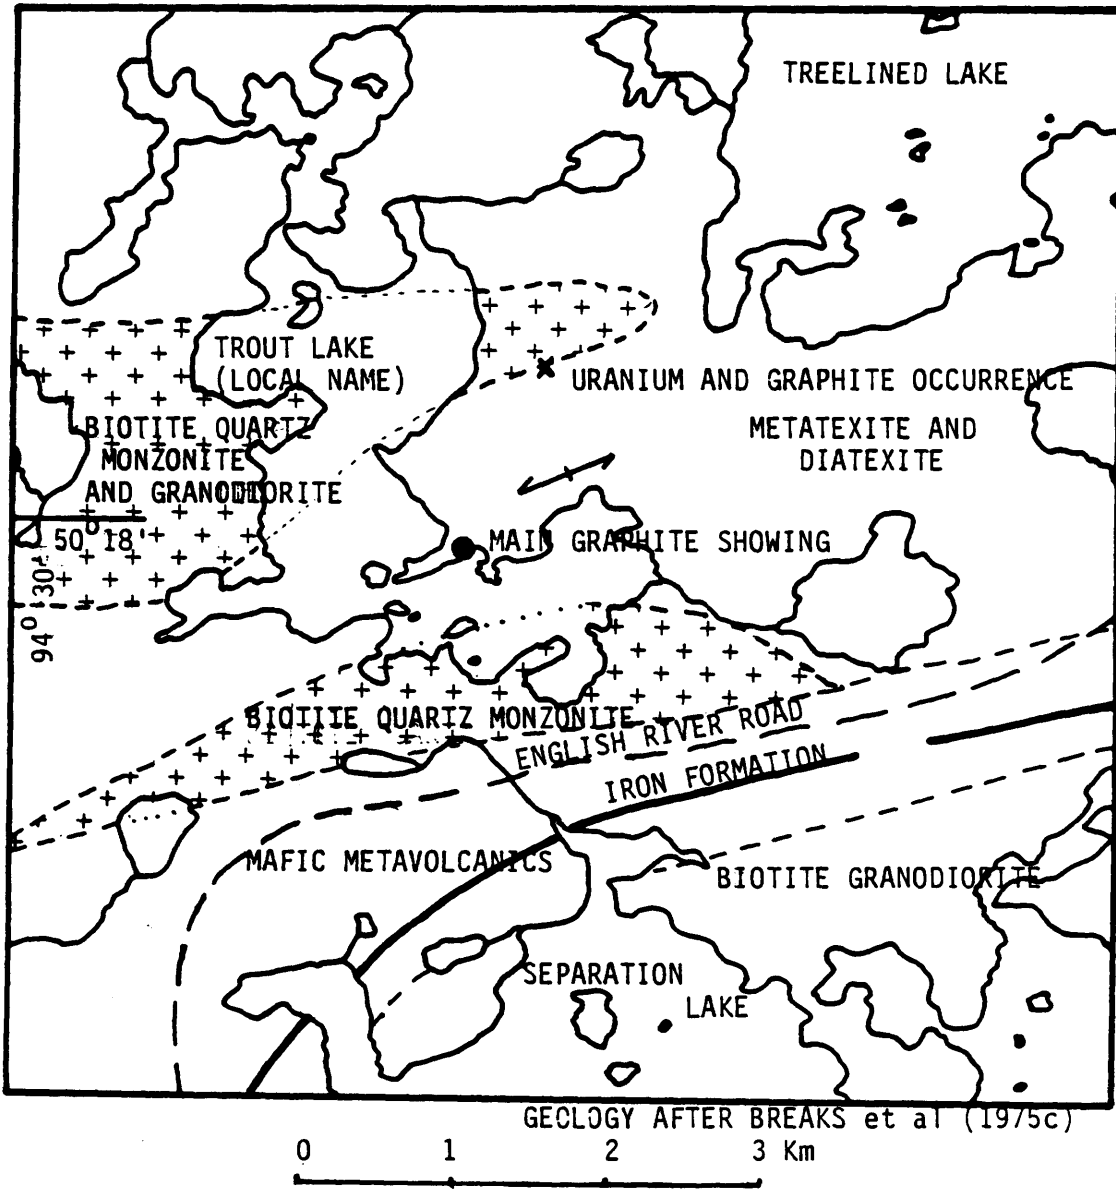 TREELINED LAKE
TROUT LAKE
(LOCAL NAME)
URANIUM AND GRAPHITE OCCURRENCE
BIOTITE QUARTZ
MONZONITE
AND GRANODIORITE
METATEXITE AND
DIATEXITE
50° 18'
94° 30'
MAIN GRAPHITE SHOWING
BIOTITE QUARTZ MONZONITE
ENGLISH RIVER ROAD
IRON FORMATION
MAFIC METAVOLCANICS
BIOTITE GRANODIORITE
SEPARATION
LAKE
GEOLOGY AFTER BREAKS et al (1975c)
0 1 2 3 Km